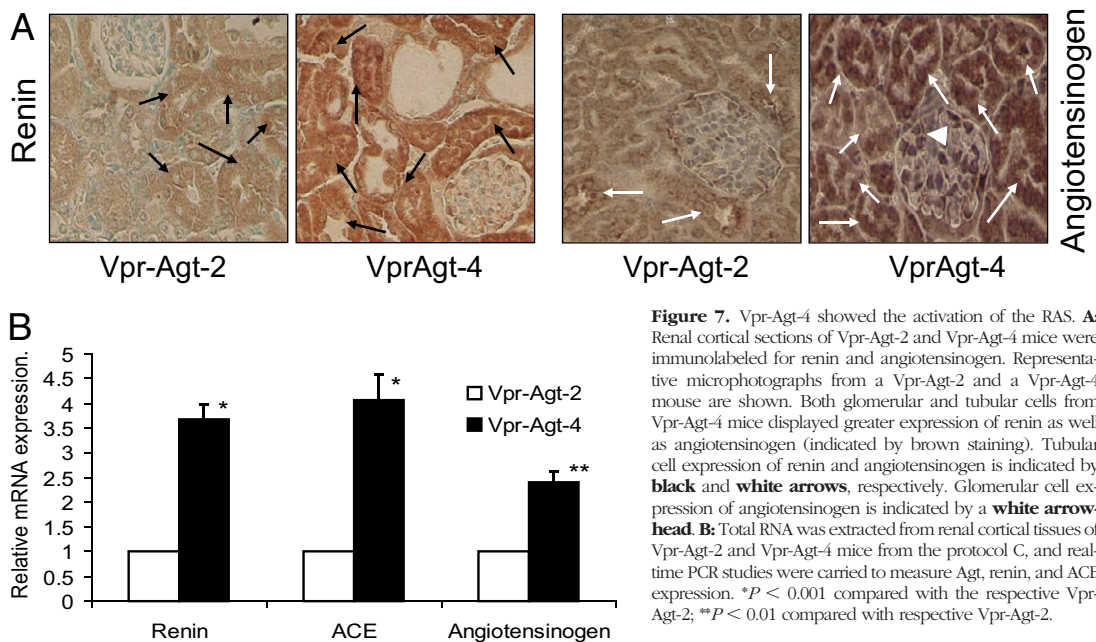 A
Renin
Angiotensinogen
Vpr-Agt-2
VprAgt-4
Vpr-Agt-2
VprAgt-4
B
Relative mRNA expression.
5
4.5
4
3.5
3
2.5
2
1.5
1
0.5
0
*
*
**
Vpr-Agt-2
Vpr-Agt-4
Renin
ACE
Angiotensinogen
Figure 7. Vpr-Agt-4 showed the activation of the RAS. A:
Renal cortical sections of Vpr-Agt-2 and Vpr-Agt-4 mice were
immunolabeled for renin and angiotensinogen. Representa-
tive microphotographs from a Vpr-Agt-2 and a Vpr-Agt-4
mouse are shown. Both glomerular and tubular cells from
Vpr-Agt-4 mice displayed greater expression of renin as well
as angiotensinogen (indicated by brown staining). Tubular
cell expression of renin and angiotensinogen is indicated by
black and white arrows, respectively. Glomerular cell ex-
pression of angiotensinogen is indicated by a white arrow-
head. B: Total RNA was extracted from renal cortical tissues of
Vpr-Agt-2 and Vpr-Agt-4 mice from the protocol C, and real-
time PCR studies were carried to measure Agt, renin, and ACE
expression. *P < 0.001 compared with the respective Vpr-
Agt-2; **P < 0.01 compared with respective Vpr-Agt-2.